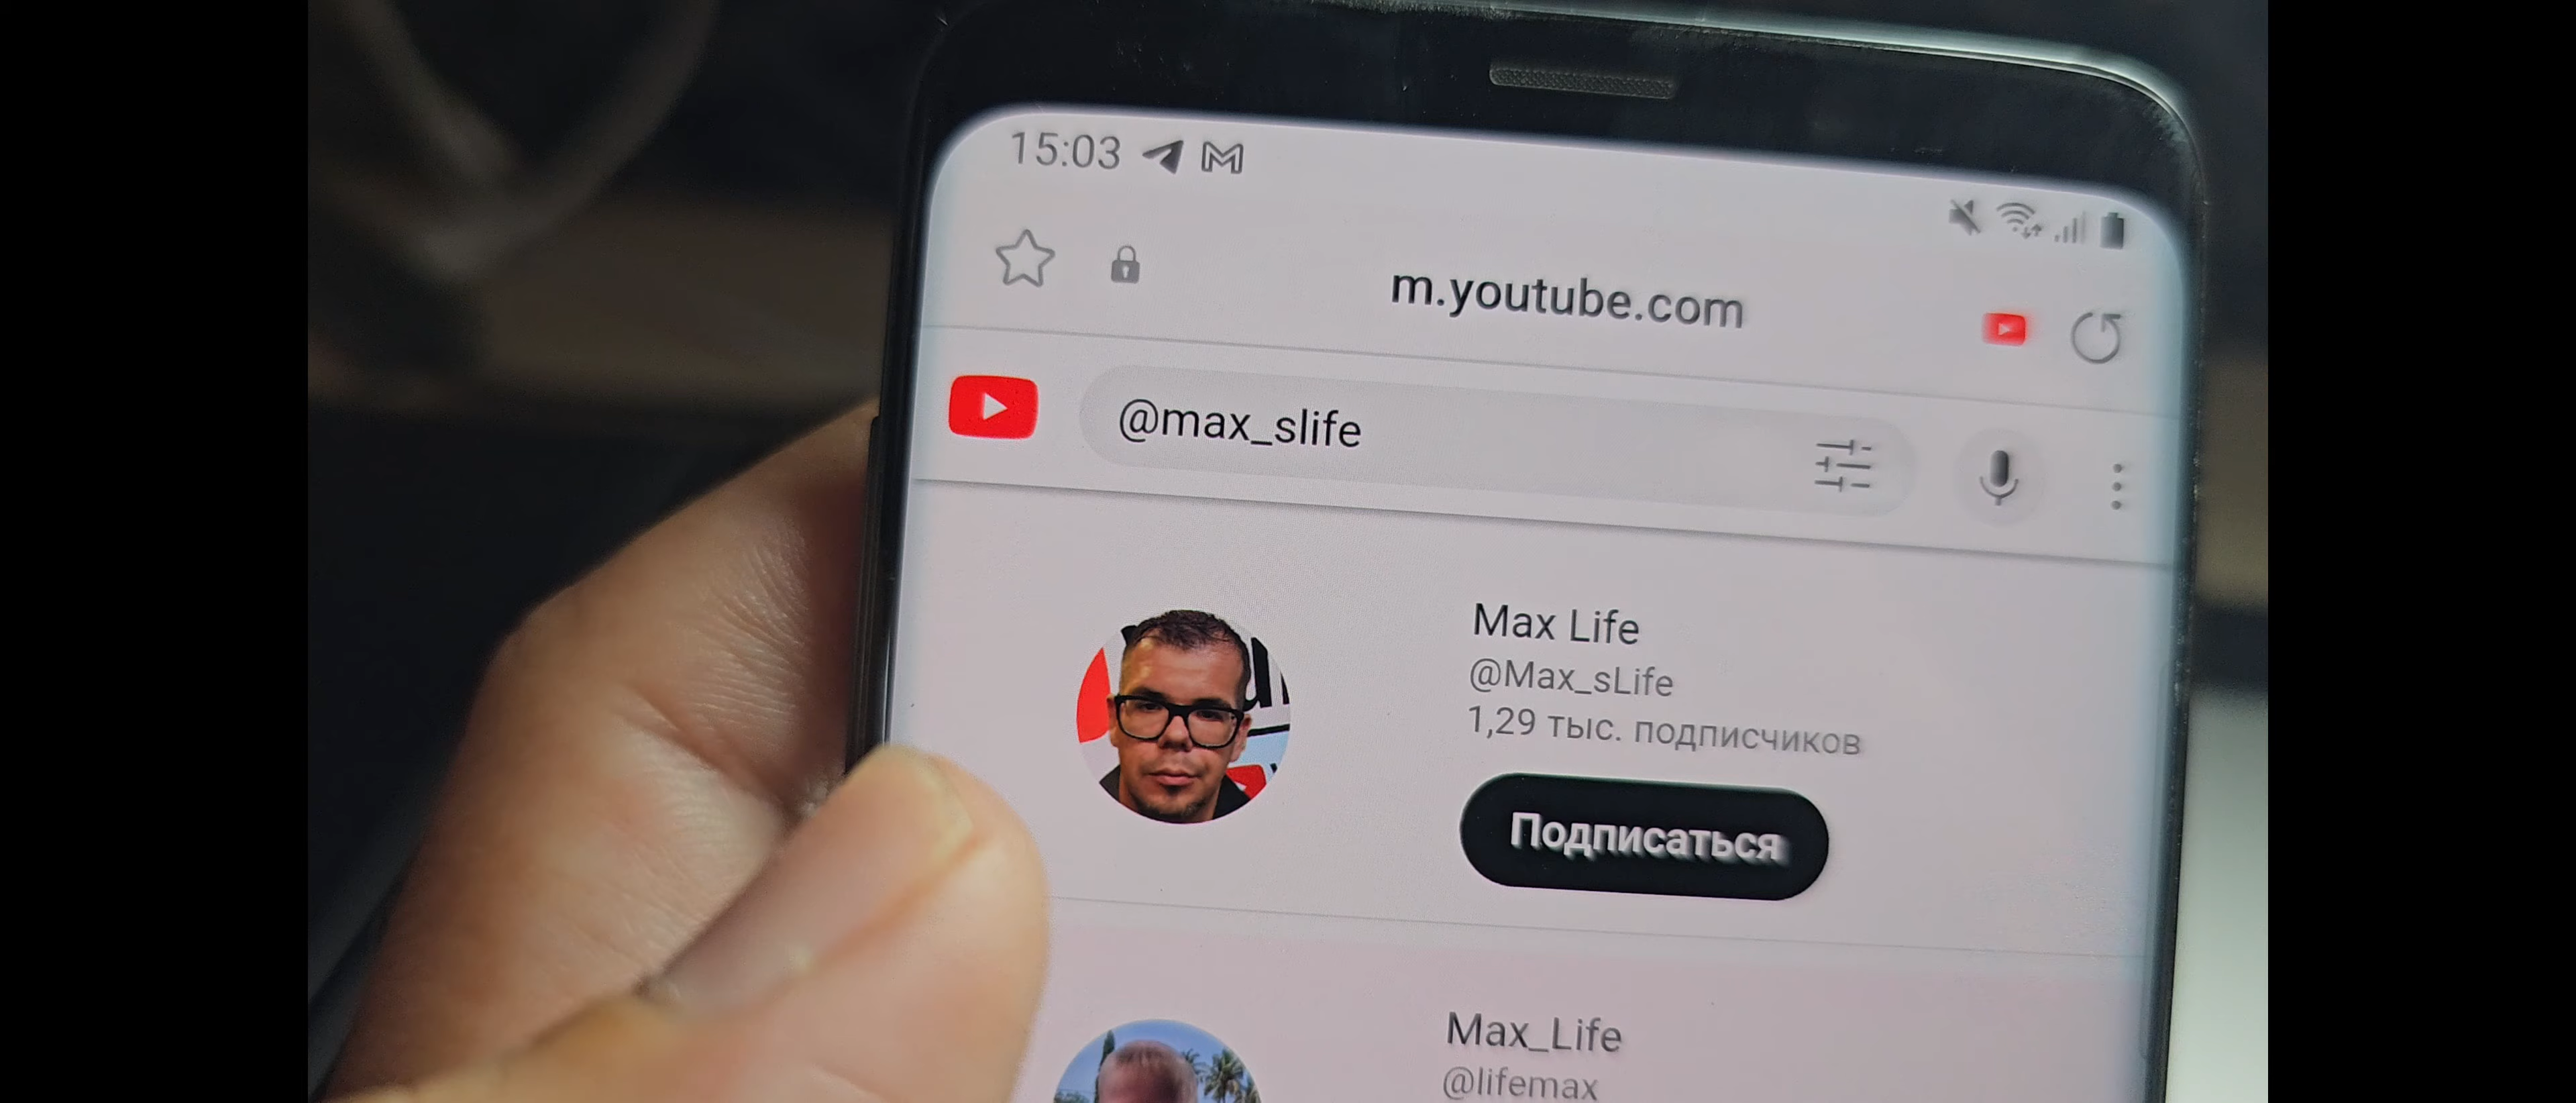 15:03
m.youtube.com
@max_slife
Max Life
@Max_sLife
1,29 тыс. подписчиков
Подписаться
Max_Life
@lifemax